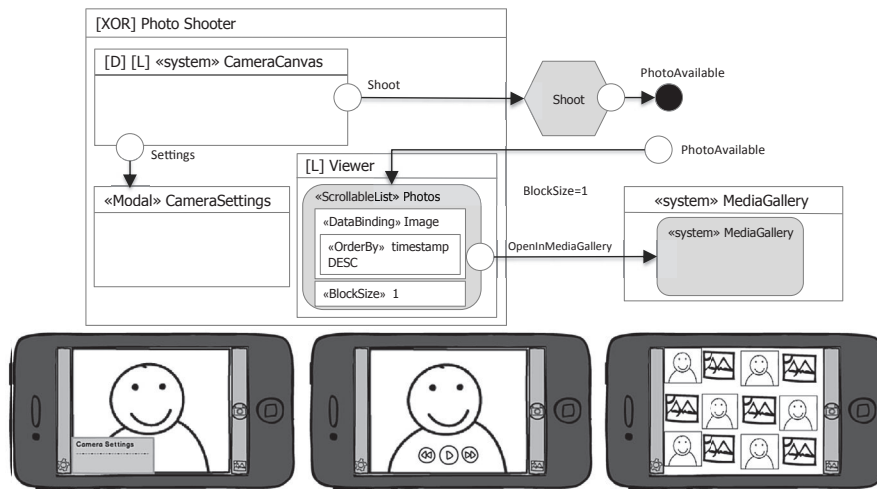 [XOR] Photo Shooter
[D] [L] «system» CameraCanvas
Shoot
Shoot
PhotoAvailable
Settings
PhotoAvailable
[L] Viewer
«Modal» CameraSettings
«ScrollableList» Photos
BlockSize=1
«system» MediaGallery
«DataBinding» Image
«OrderBy» timestamp
DESC
OpenInMediaGallery
«system» MediaGallery
«BlockSize» 1
Camera Settings